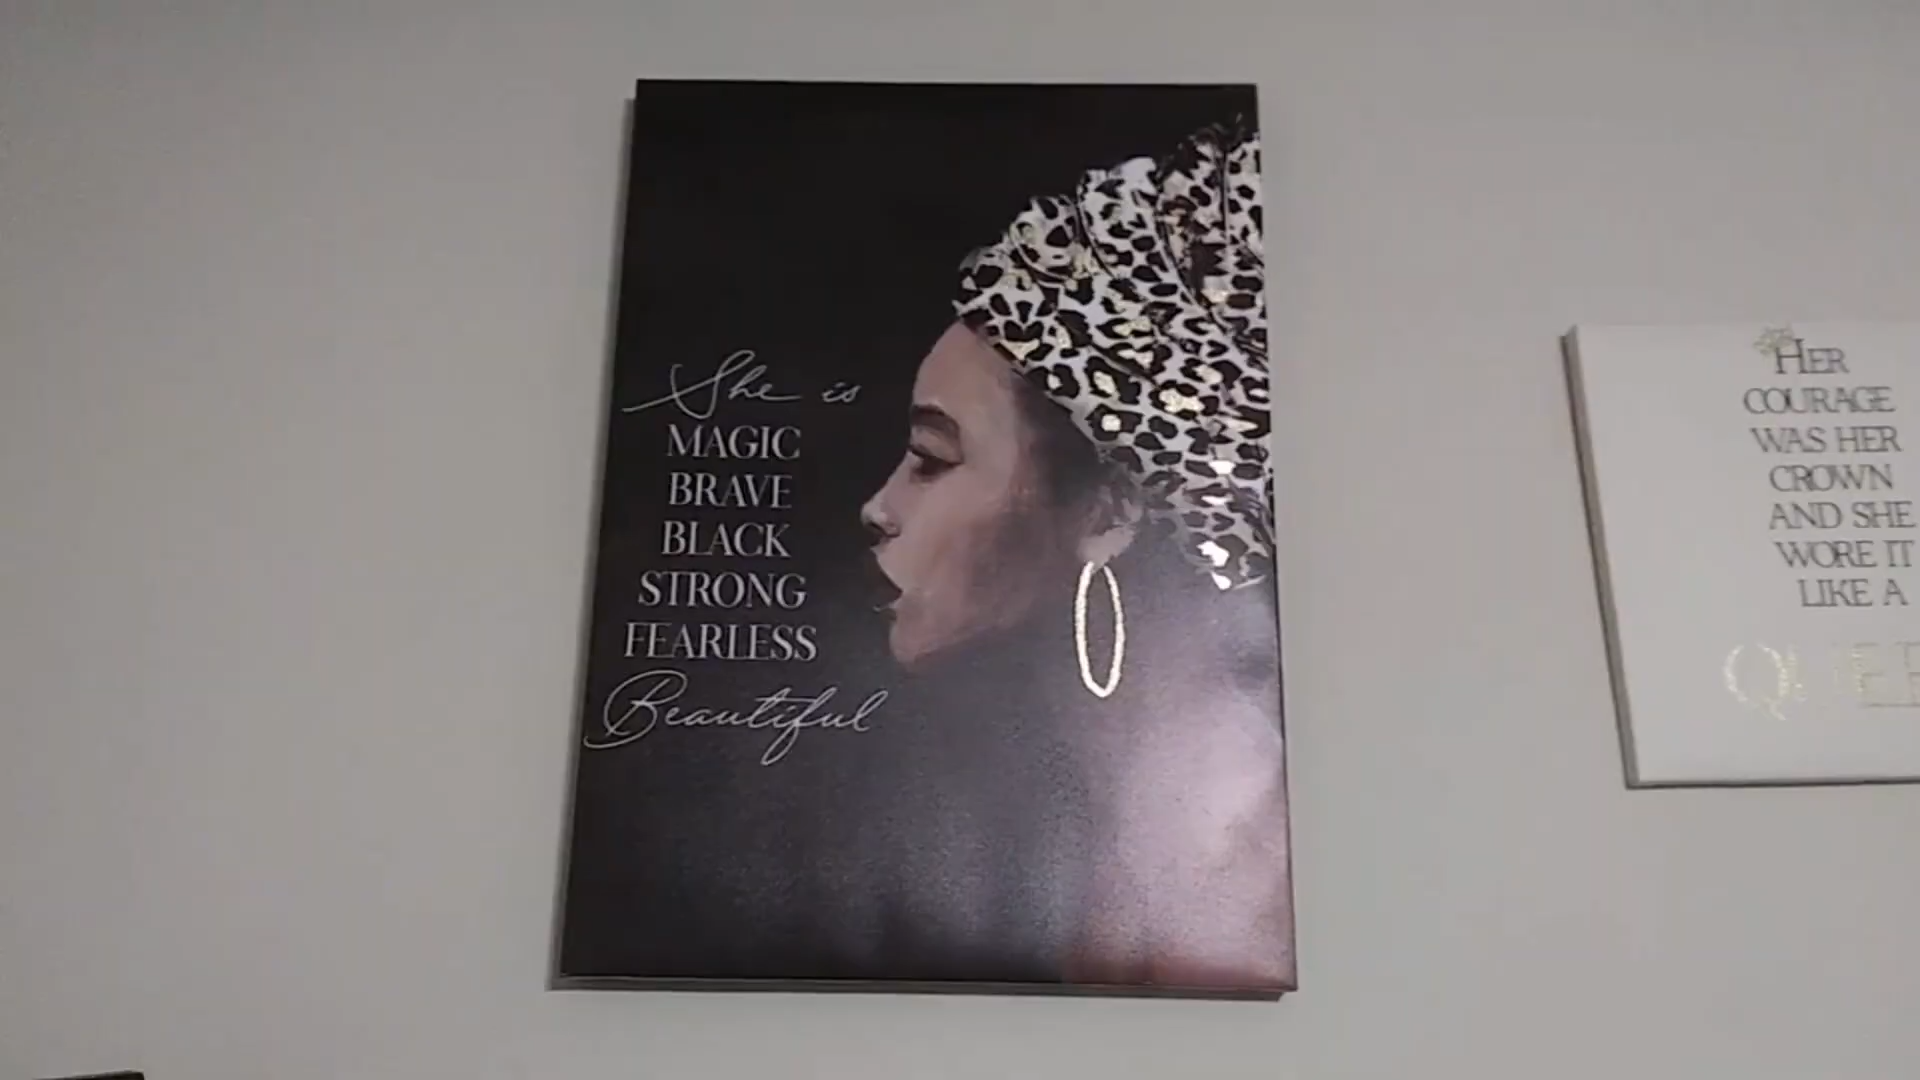 She is
MAGIC
BRAVE
BLACK
STRONG
FEARLESS
Beautiful
HER
COURAGE
WAS HER
CROWN
AND SHE
WORE IT
LIKE A